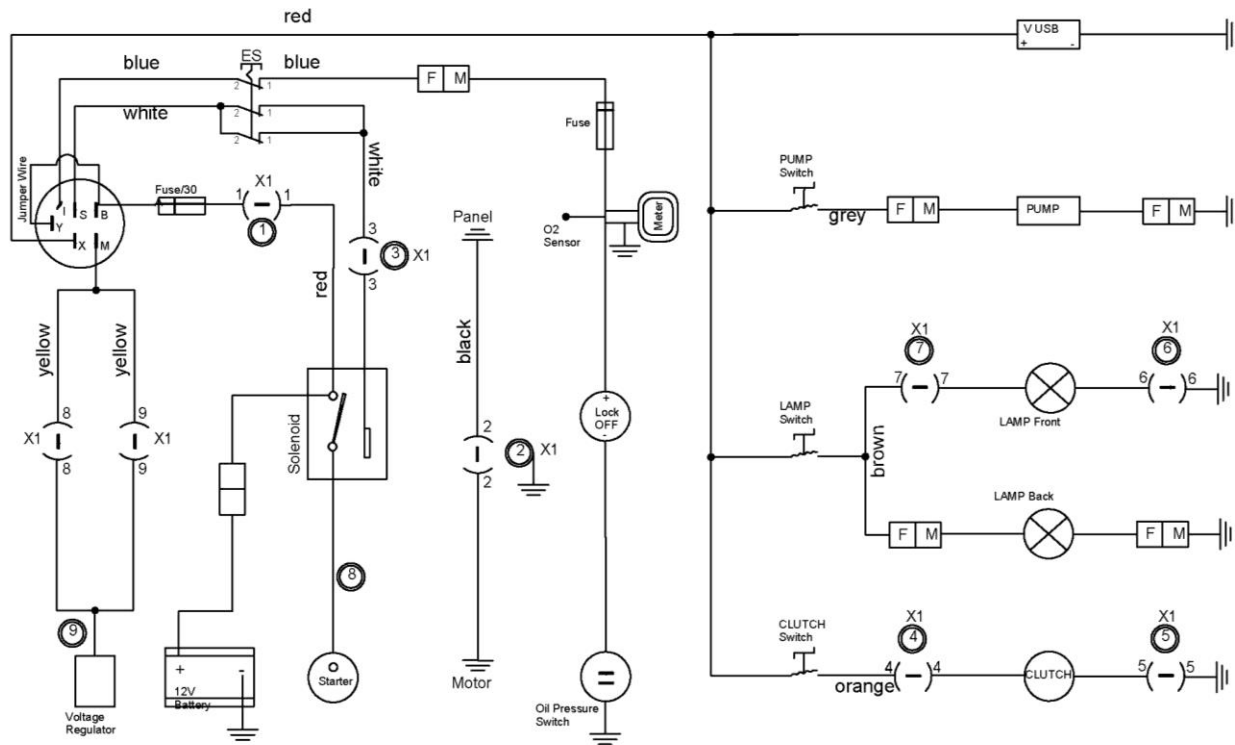 red
blue
ES
blue
2 1
F M
V USB
+ -
white
2 1
2 1
Fuse
white
Jumper Wire
Fuse/30
1 X1 1
1
I S B
Y
X M
PUMP
Switch
F M
PUMP
F M
grey
Panel
O2
Sensor
Meter
3
3 X1
3
red
yellow
yellow
black
X1
7
7 7
X1
6
6 6
LAMP Front
8
X1
8
9
X1
9
Solenoid
2
2 X1
2
+
Lock
OFF
-
LAMP
Switch
brown
LAMP Back
F M
F M
8
9
+ -
12V
Battery
Starter
Motor
Voltage
Regulator
Oil Pressure
Switch
CLUTCH
Switch
X1
4
4 4
orange
CLUTCH
X1
5
5 5